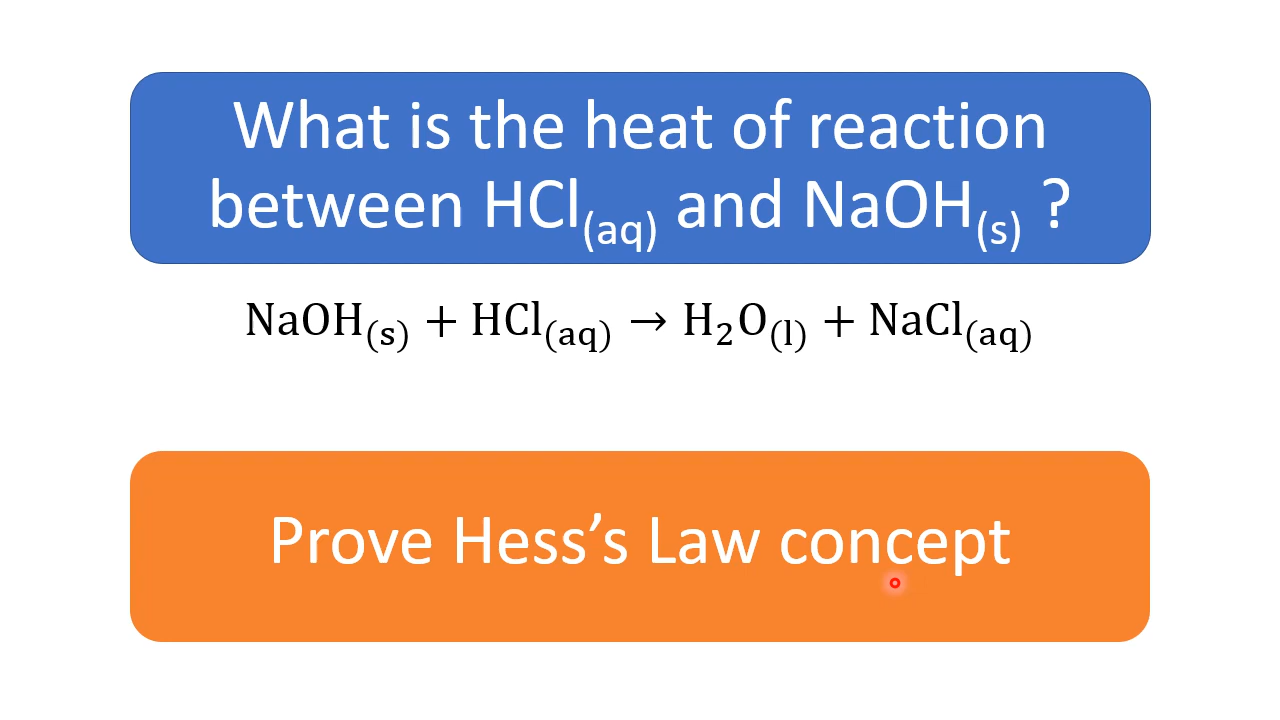 What is the heat of reaction
between HCl₍aq₎ and NaOH₍s₎ ?
NaOH₍s₎ + HCl₍aq₎ → H₂O₍l₎ + NaCl₍aq₎
Prove Hess’s Law concept